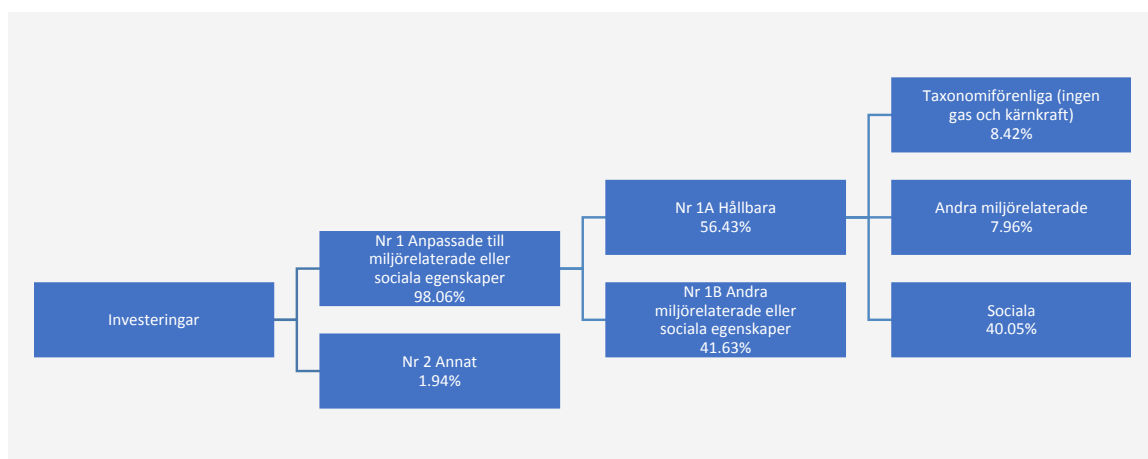 Investeringar
Nr 1 Anpassade till
miljörelaterade eller
sociala egenskaper
98.06%
Nr 2 Annat
1.94%
Nr 1A Hållbara
56.43%
Nr 1B Andra
miljörelaterade eller
sociala egenskaper
41.63%
Taxonomiförenliga (ingen
gas och kärnkraft)
8.42%
Andra miljörelaterade
7.96%
Sociala
40.05%